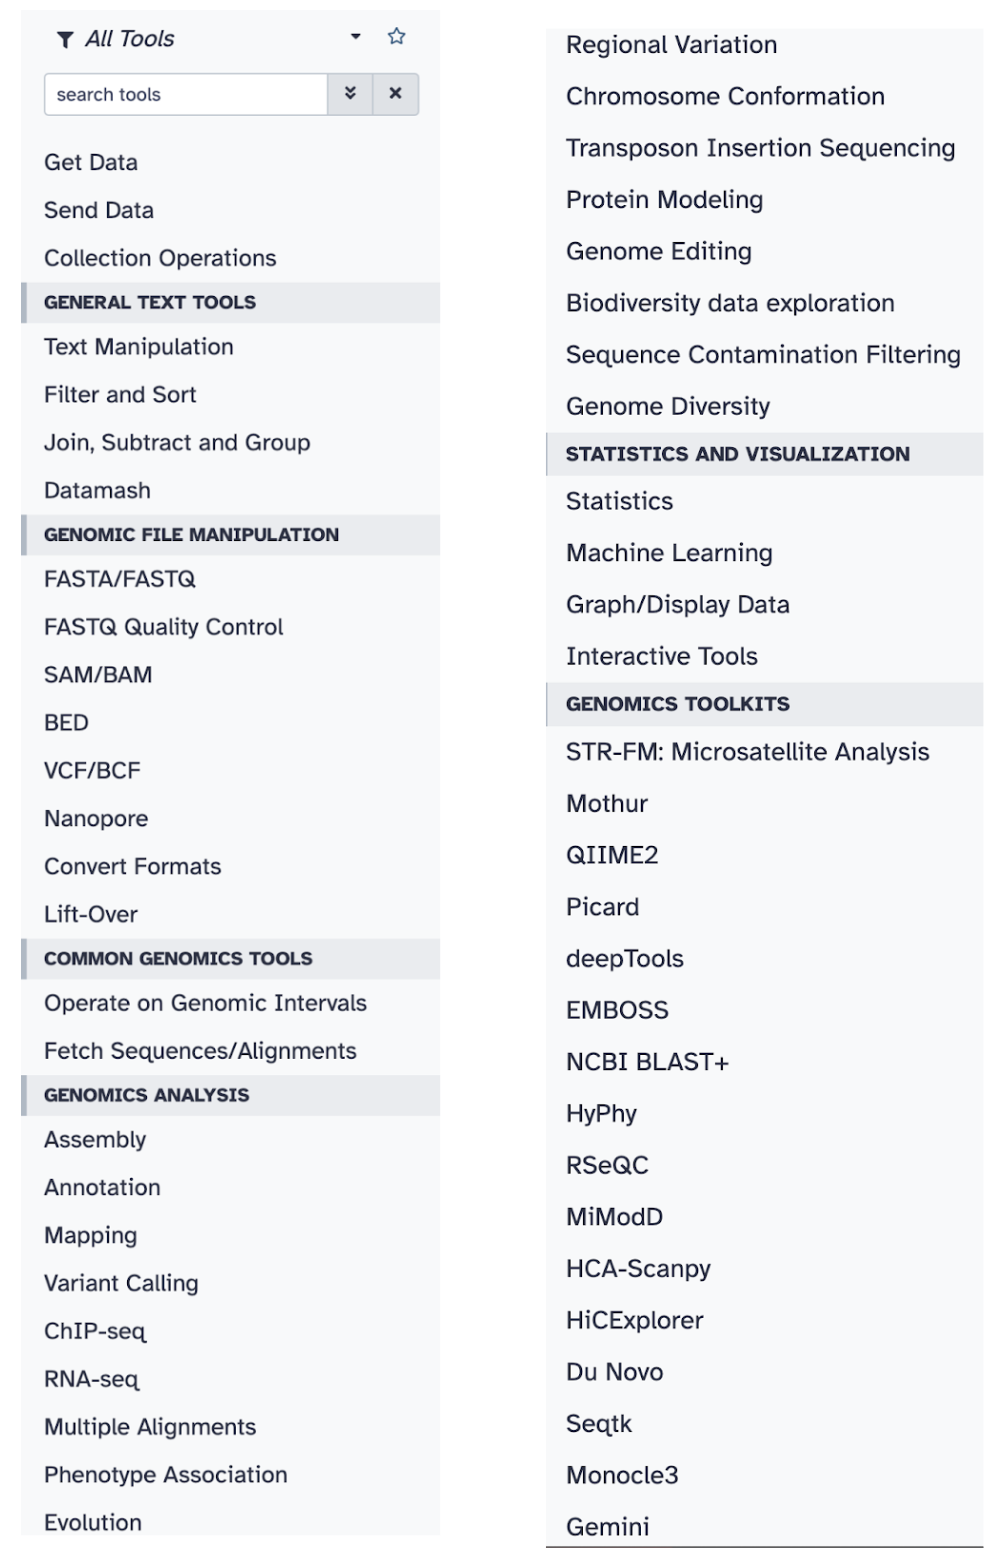 All Tools
search tools
Get Data
Send Data
Collection Operations
GENERAL TEXT TOOLS
Text Manipulation
Filter and Sort
Join, Subtract and Group
Datamash
GENOMIC FILE MANIPULATION
FASTA/FASTQ
FASTQ Quality Control
SAM/BAM
BED
VCF/BCF
Nanopore
Convert Formats
Lift-Over
COMMON GENOMICS TOOLS
Operate on Genomic Intervals
Fetch Sequences/Alignments
GENOMICS ANALYSIS
Assembly
Annotation
Mapping
Variant Calling
ChIP-seq
RNA-seq
Multiple Alignments
Phenotype Association
Evolution
Regional Variation
Chromosome Conformation
Transposon Insertion Sequencing
Protein Modeling
Genome Editing
Biodiversity data exploration
Sequence Contamination Filtering
Genome Diversity
STATISTICS AND VISUALIZATION
Statistics
Machine Learning
Graph/Display Data
Interactive Tools
GENOMICS TOOLKITS
STR-FM: Microsatellite Analysis
Mothur
QIIME2
Picard
deepTools
EMBOSS
NCBI BLAST+
HyPhy
RSeQC
MiModD
HCA-Scanpy
HiCExplorer
Du Novo
Seqtk
Monocle3
Gemini